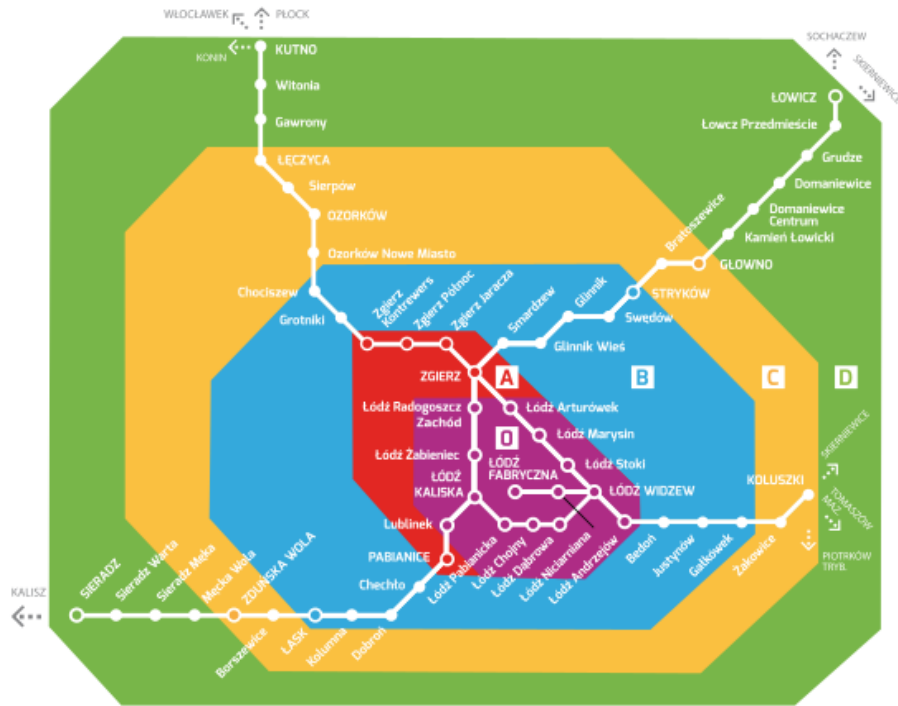 WŁOCŁAWEK
PŁOCK
KONIN
KUTNO
Witonia
Gawrony
ŁĘCZYCA
Sierpów
OZORKÓW
Ozorków Nowe Miasto
Chociszew
Grotniki
Zgierz
Kontrewers
Zgierz Północ
Zgierz Jaracza
ZGIERZ
SOCHACZEW
SKIERNIEWICE
ŁOWICZ
Łowcz Przedmieście
Grudze
Domaniewice
Domaniewice
Centrum
Kamień Łowicki
Bratoszewice
GŁOWNO
STRYKÓW
Swędów
Glinnik
Glinnik Wieś
Smardzew
A
B
C
D
Łódź Radogoszcz
Zachód
Łódź Arturówek
0
Łódź Marysin
Łódź Żabieniec
ŁÓDŹ
FABRYCZNA
Łódź Stoki
ŁÓDŹ
KALISKA
ŁÓDŹ WIDZEW
KOLUSZKI
SKIERNIEWICE
TOMASZÓW
MAZ.
PIOTRKÓW
TRYB.
Lublinek
PABIANICE
Łódź Pabianicka
Łódź Chojny
Łódź Dąbrowa
Łódź Niciarniana
Łódź Andrzejów
Bedoń
Justynów
Gałkówek
Żakowice
Chechło
Dobroń
Kolumna
ŁASK
Borszewice
ZDUŃSKA WOLA
Męcka Wola
Sieradz Męka
Sieradz Warta
SIERADZ
KALISZ